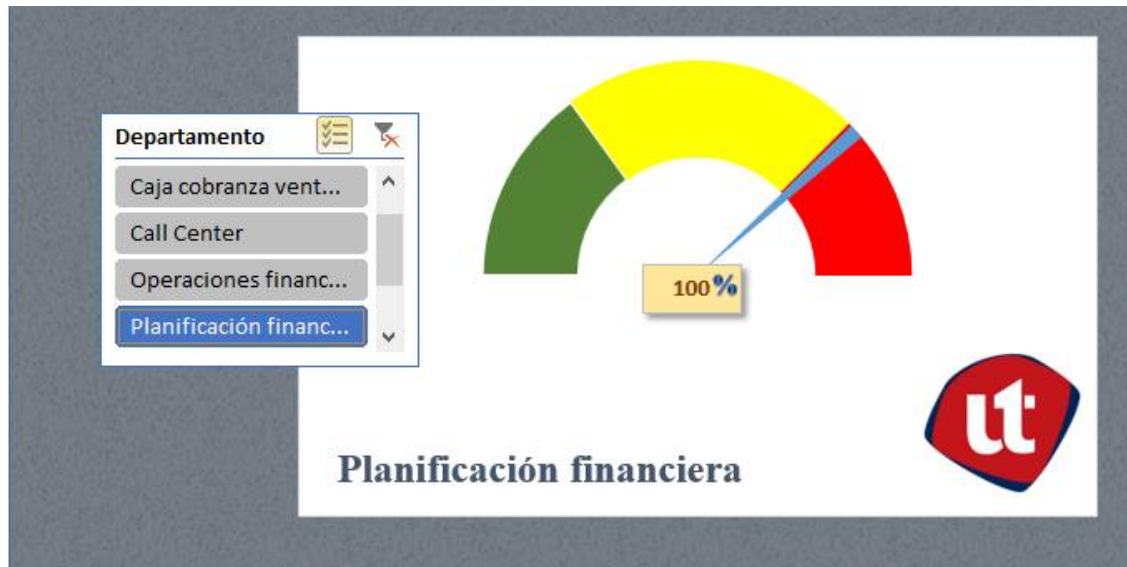 Departamento
Caja cobranza vent...
Call Center
Operaciones financ...
Planificación financ...
100%
ut
Planificación financiera